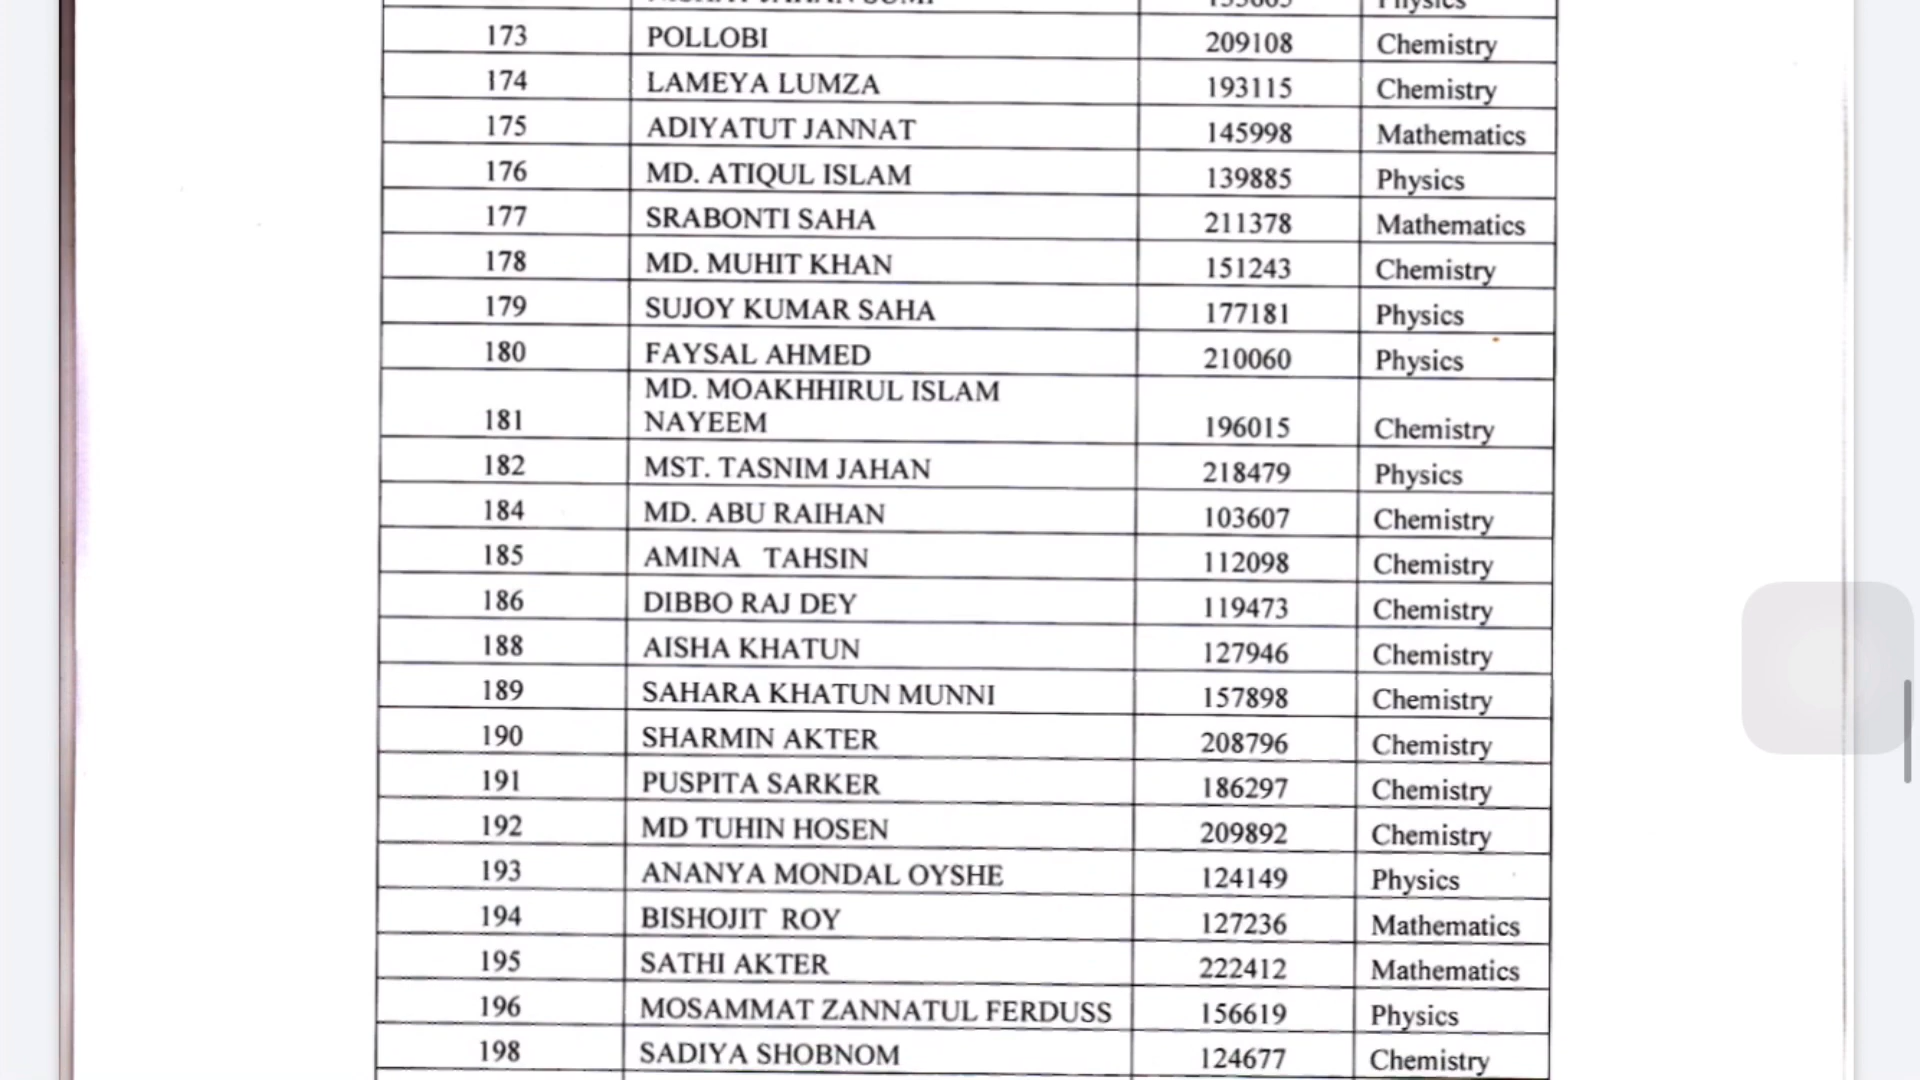 173 POLLOBI 209108 Chemistry
174 LAMEYA LUMZA 193115 Chemistry
175 ADIYATUT JANNAT 145998 Mathematics
176 MD. ATIQUL ISLAM 139885 Physics
177 SRABONTI SAHA 211378 Mathematics
178 MD. MUHIT KHAN 151243 Chemistry
179 SUJOY KUMAR SAHA 177181 Physics
180 FAYSAL AHMED 210060 Physics
MD. MOAKHHIRUL ISLAM
181 NAYEEM 196015 Chemistry
182 MST. TASNIM JAHAN 218479 Physics
184 MD. ABU RAIHAN 103607 Chemistry
185 AMINA TAHSIN 112098 Chemistry
186 DIBBO RAJ DEY 119473 Chemistry
188 AISHA KHATUN 127946 Chemistry
189 SAHARA KHATUN MUNNI 157898 Chemistry
190 SHARMIN AKTER 208796 Chemistry
191 PUSPITA SARKER 186297 Chemistry
192 MD TUHIN HOSEN 209892 Chemistry
193 ANANYA MONDAL OYSHE 124149 Physics
194 BISHOJIT ROY 127236 Mathematics
195 SATHI AKTER 222412 Mathematics
196 MOSAMMAT ZANNATUL FERDUSS 156619 Physics
198 SADIYA SHOBNOM 124677 Chemistry